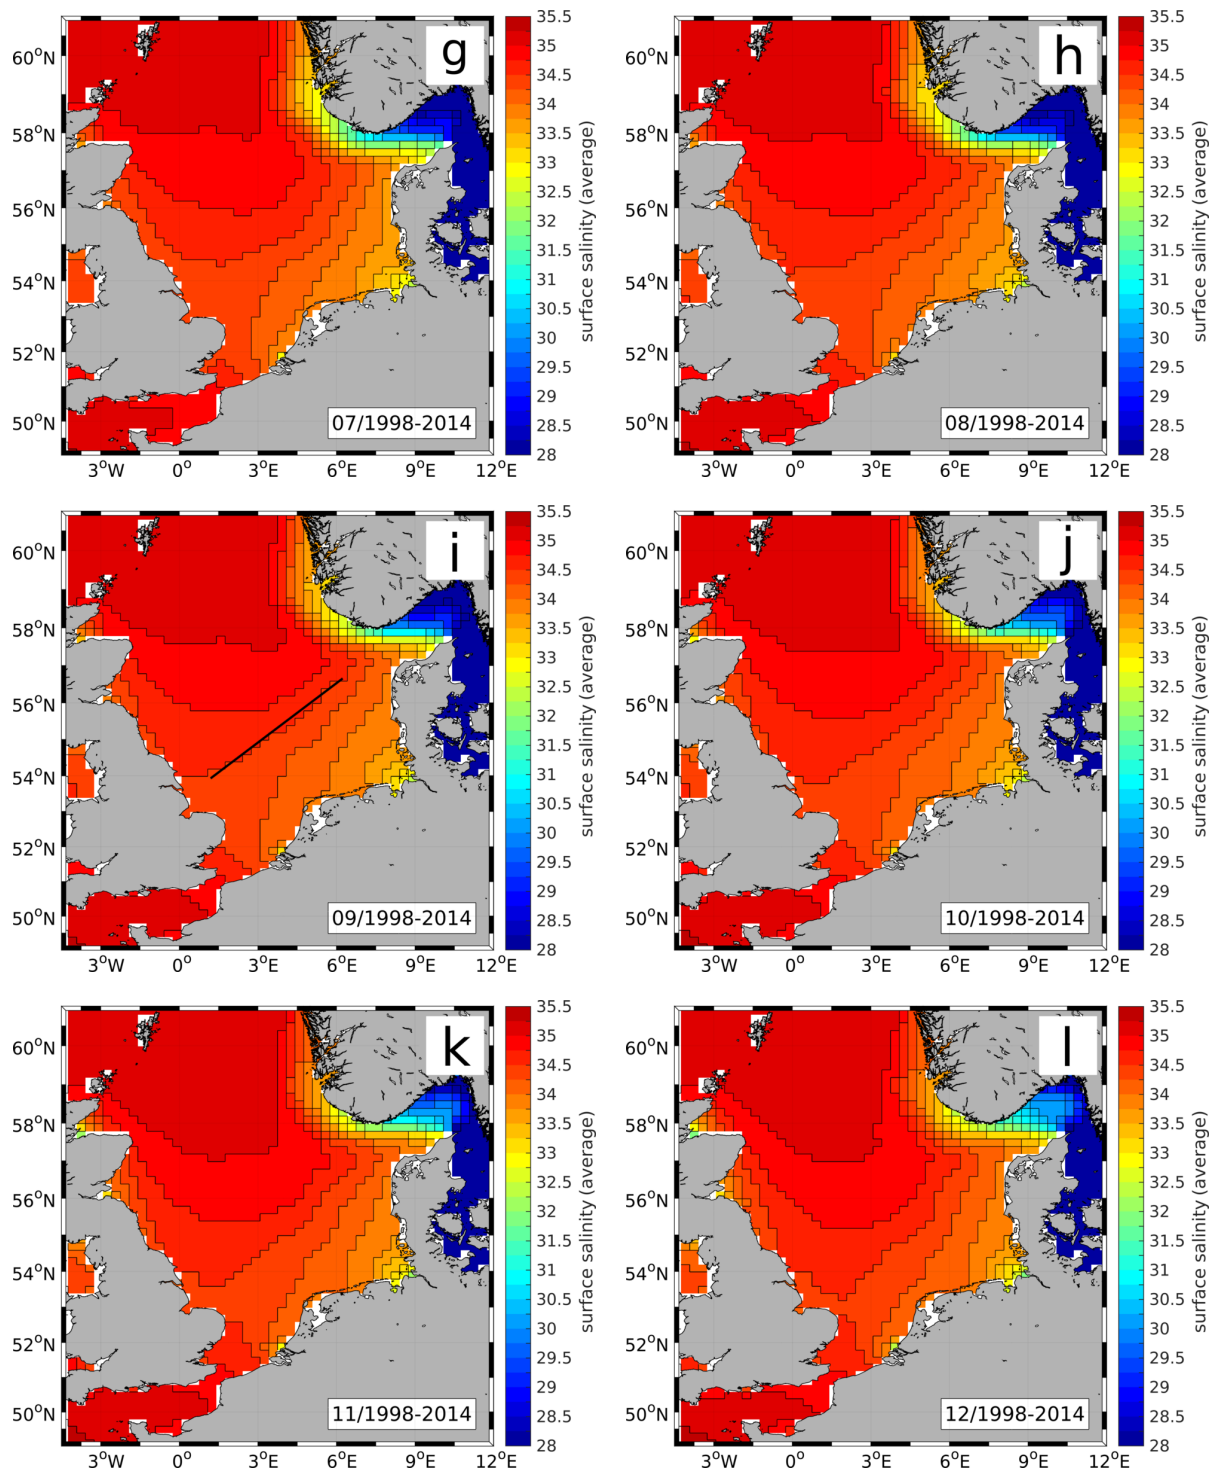 g
60°N
58°N
56°N
54°N
52°N
50°N
3°W 0° 3°E 6°E 9°E 12°E
07/1998-2014
35.5
35
34.5
34
33.5
33
32.5
32
31.5
31
30.5
30
29.5
29
28.5
28
surface salinity (average)
h
60°N
58°N
56°N
54°N
52°N
50°N
3°W 0° 3°E 6°E 9°E 12°E
08/1998-2014
35.5
35
34.5
34
33.5
33
32.5
32
31.5
31
30.5
30
29.5
29
28.5
28
surface salinity (average)
i
60°N
58°N
56°N
54°N
52°N
50°N
3°W 0° 3°E 6°E 9°E 12°E
09/1998-2014
35.5
35
34.5
34
33.5
33
32.5
32
31.5
31
30.5
30
29.5
29
28.5
28
surface salinity (average)
j
60°N
58°N
56°N
54°N
52°N
50°N
3°W 0° 3°E 6°E 9°E 12°E
10/1998-2014
35.5
35
34.5
34
33.5
33
32.5
32
31.5
31
30.5
30
29.5
29
28.5
28
surface salinity (average)
k
60°N
58°N
56°N
54°N
52°N
50°N
3°W 0° 3°E 6°E 9°E 12°E
11/1998-2014
35.5
35
34.5
34
33.5
33
32.5
32
31.5
31
30.5
30
29.5
29
28.5
28
surface salinity (average)
l
60°N
58°N
56°N
54°N
52°N
50°N
3°W 0° 3°E 6°E 9°E 12°E
12/1998-2014
35.5
35
34.5
34
33.5
33
32.5
32
31.5
31
30.5
30
29.5
29
28.5
28
surface salinity (average)